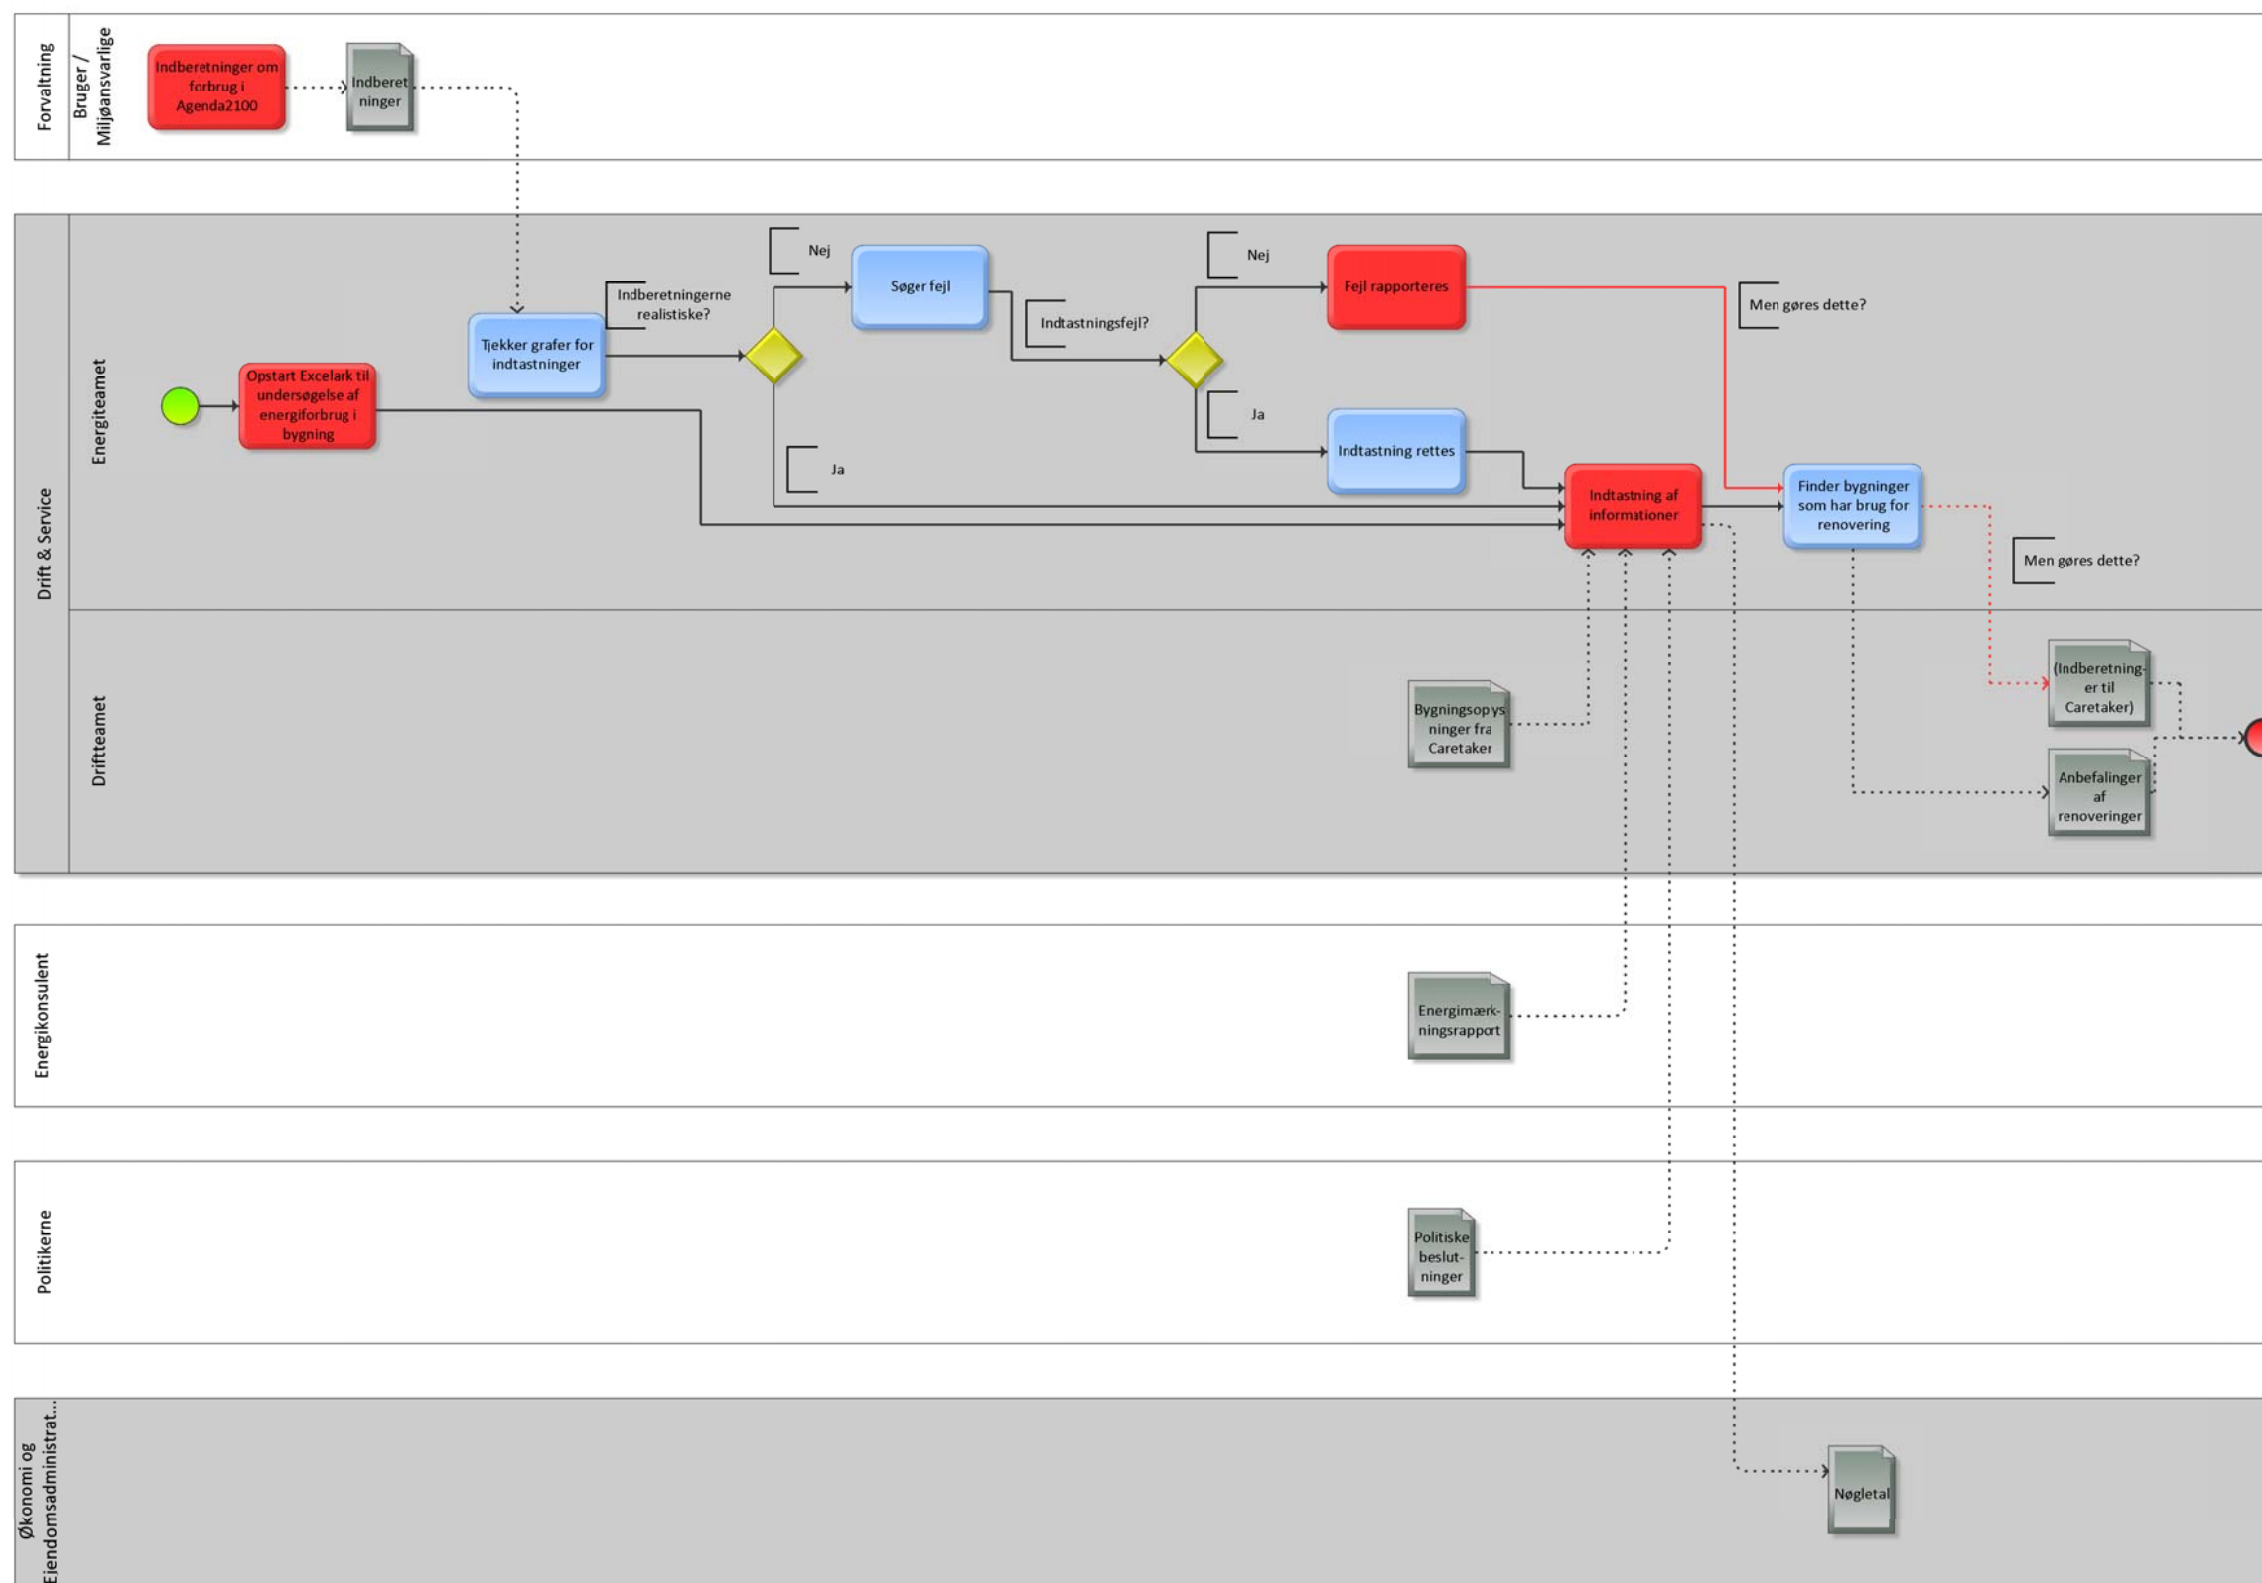 Forvaltning
Bruger /
Miljøansvarlige
Indberetninger om
forbrug i
Agenda2100
Indberet
ninger
Drift & Service
Energiteamet
Opstart Excelark til
undersøgelse af
energiforbrug i
bygning
Tjekker grafer for
indtastninger
Indberetningerne
realistiske?
Nej
Ja
Søger fejl
Indtastningsfejl?
Nej
Ja
Fejl rapporteres
Indtastning rettes
Men gøres dette?
Indtastning af
informationer
Finder bygninger
som har brug for
renovering
Men gøres dette?
Driftteamet
Bygningsopys
ninger fra
Caretaker
(Indberetning-
er til
Caretaker)
Anbefalinger
af
renoveringer
Energikonsulent
Energimærk-
ningsrapport
Politikerne
Politiske
beslut-
ninger
Økonomi og
Ejendomsadministrat...
Nøgletal